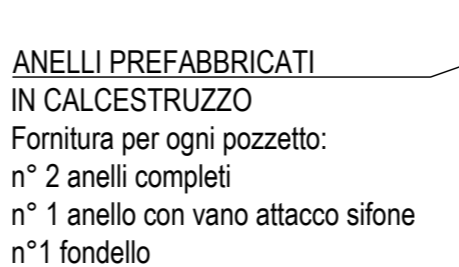 ANELLI PREFABBRICATI
IN CALCESTRUZZO
Fornitura per ogni pozzetto:
n° 2 anelli completi
n° 1 anello con vano attacco sifone
n°1 fondello